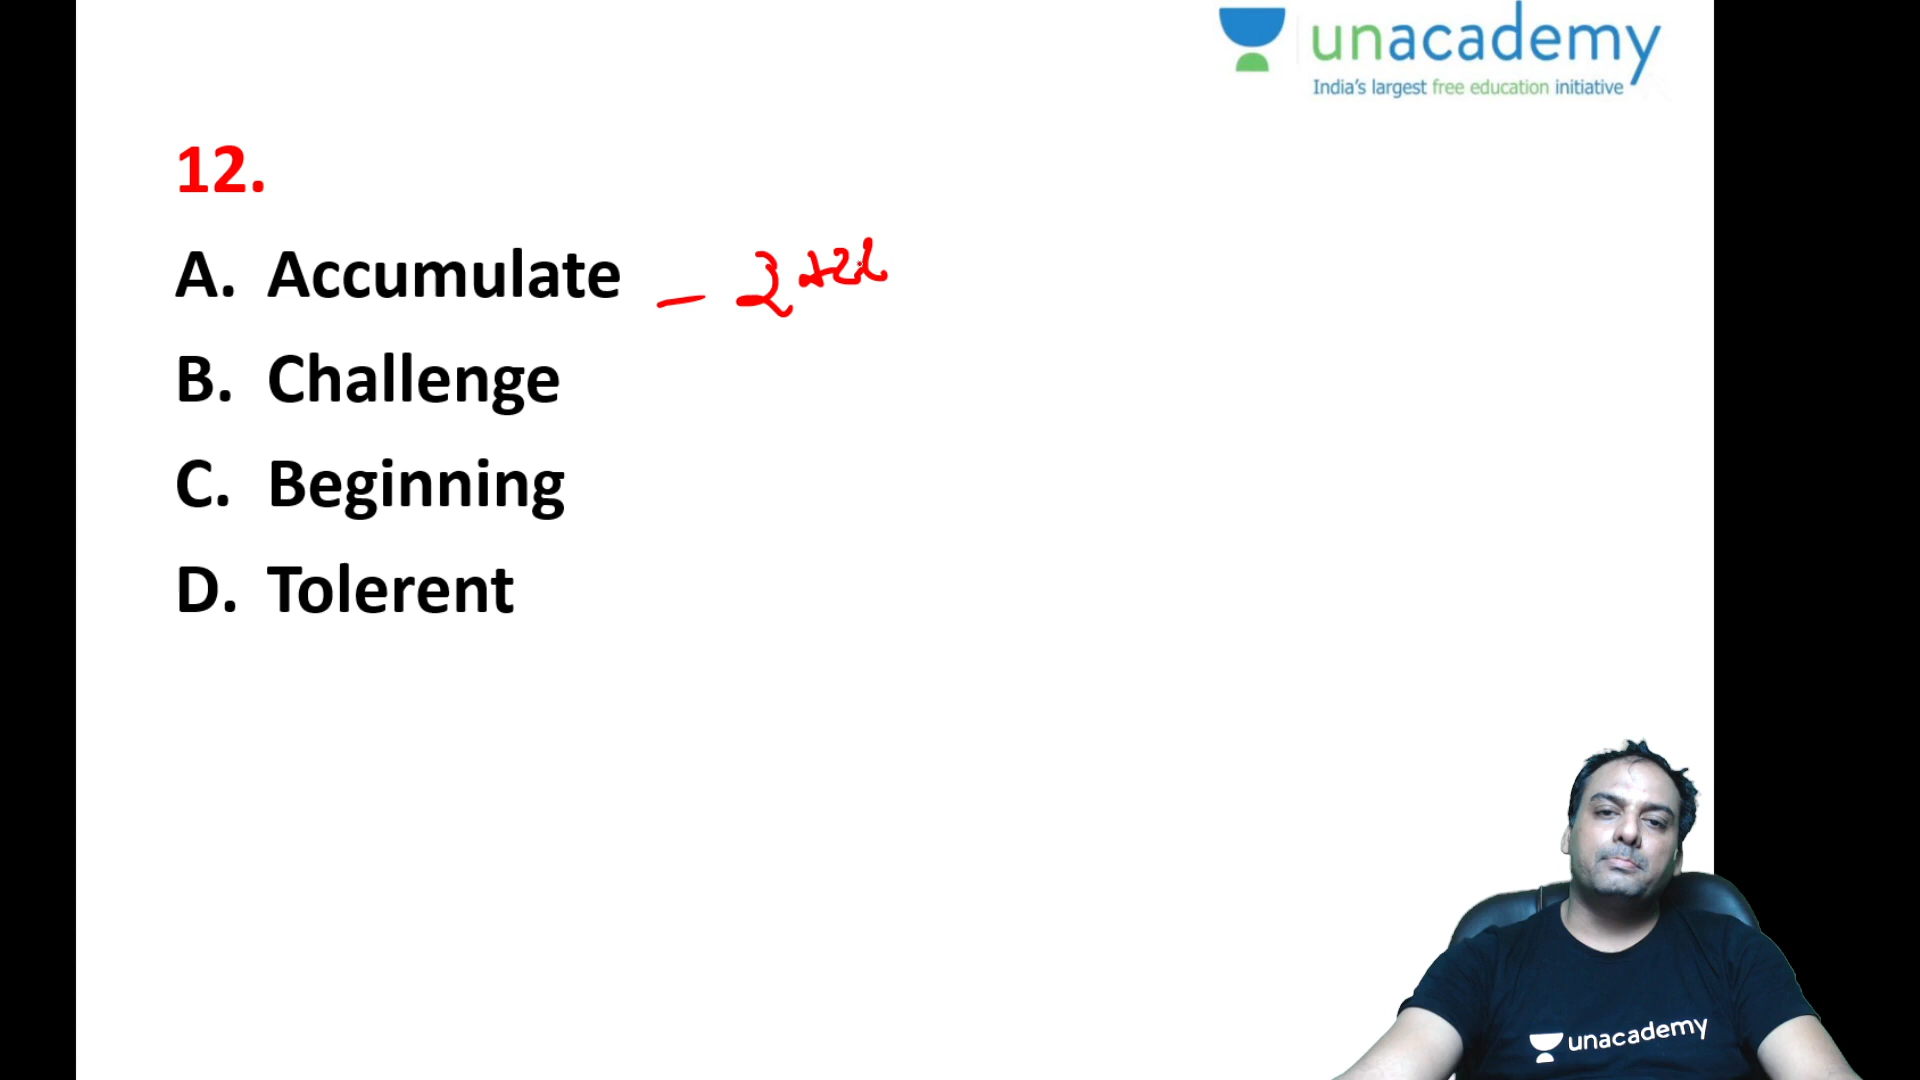 unacademy
India's largest free education initiative
12.
A. Accumulate –
B. Challenge
C. Beginning
D. Tolerent
unacademy